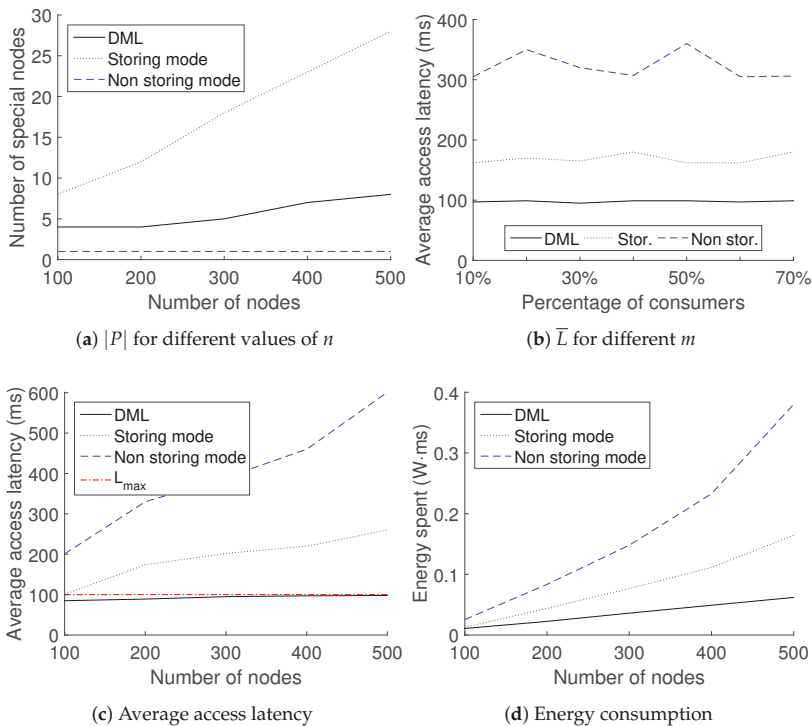 30
25
20
15
10
5
0
Number of special nodes
DML
Storing mode
Non storing mode
100 200 300 400 500
Number of nodes
(a) |P| for different values of n
400
300
200
100
0
Average access latency (ms)
DML Stor. Non stor.
10% 30% 50% 70%
Percentage of consumers
(b) L̅ for different m
600
500
400
300
200
100
0
Average access latency (ms)
DML
Storing mode
Non storing mode
L_max
100 200 300 400 500
Number of nodes
(c) Average access latency
0.4
0.3
0.2
0.1
0
Energy spent (W·ms)
DML
Storing mode
Non storing mode
100 200 300 400 500
Number of nodes
(d) Energy consumption